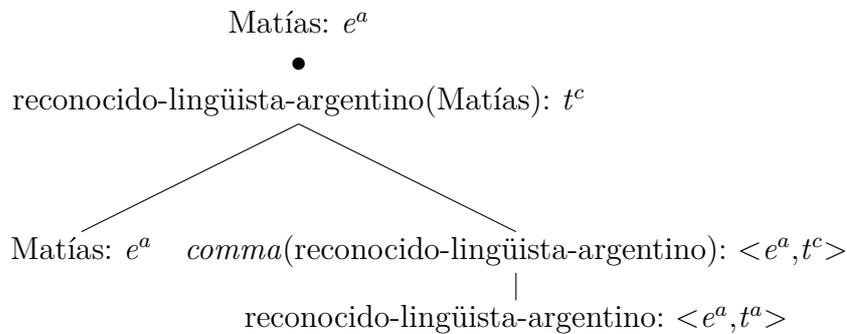 Matías: e^a
•
reconocido-lingüista-argentino(Matías): t^c
Matías: e^a comma(reconocido-lingüista-argentino): <e^a,t^c>
reconocido-lingüista-argentino: <e^a,t^a>